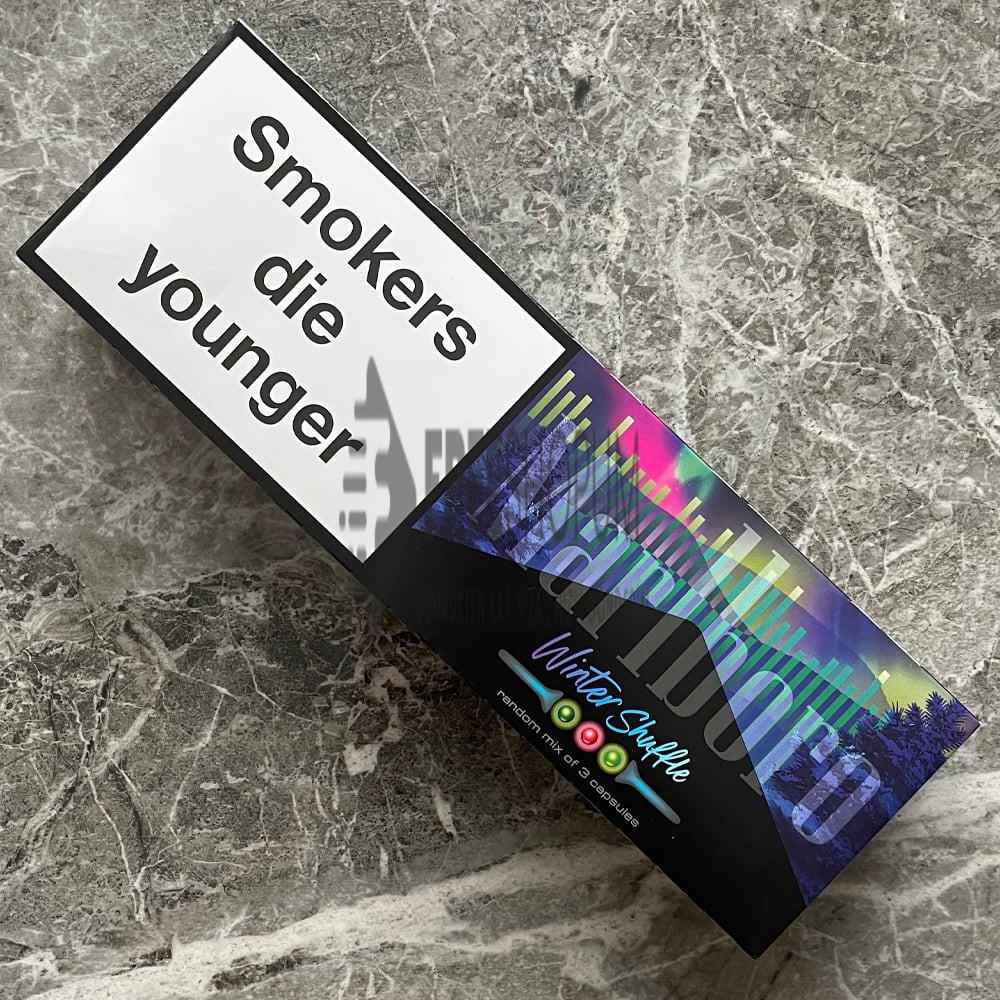 Smokers
die
younger
Marlboro
Winter Shuffle
random mix of 3 capsules